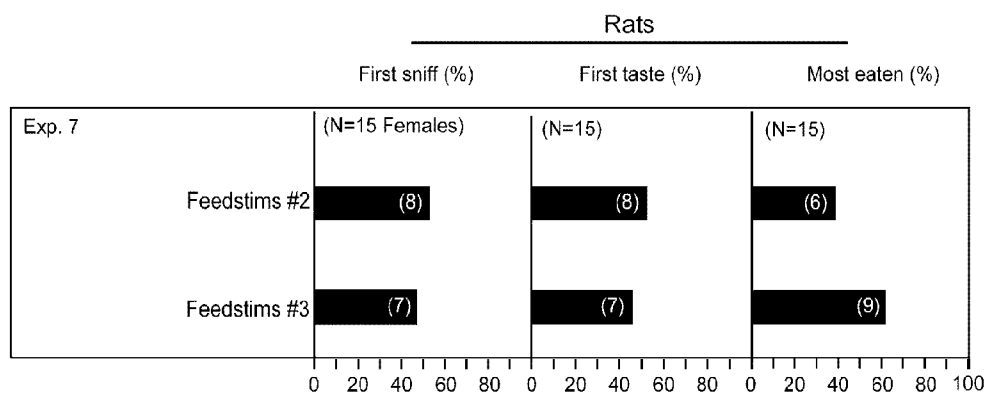 Rats
First sniff (%) First taste (%) Most eaten (%)
Exp. 7 (N=15 Females) (N=15) (N=15)
Feedstims #2 (8) (8) (6)
Feedstims #3 (7) (7) (9)
0 20 40 60 80 0 20 40 60 80 0 20 40 60 80 100